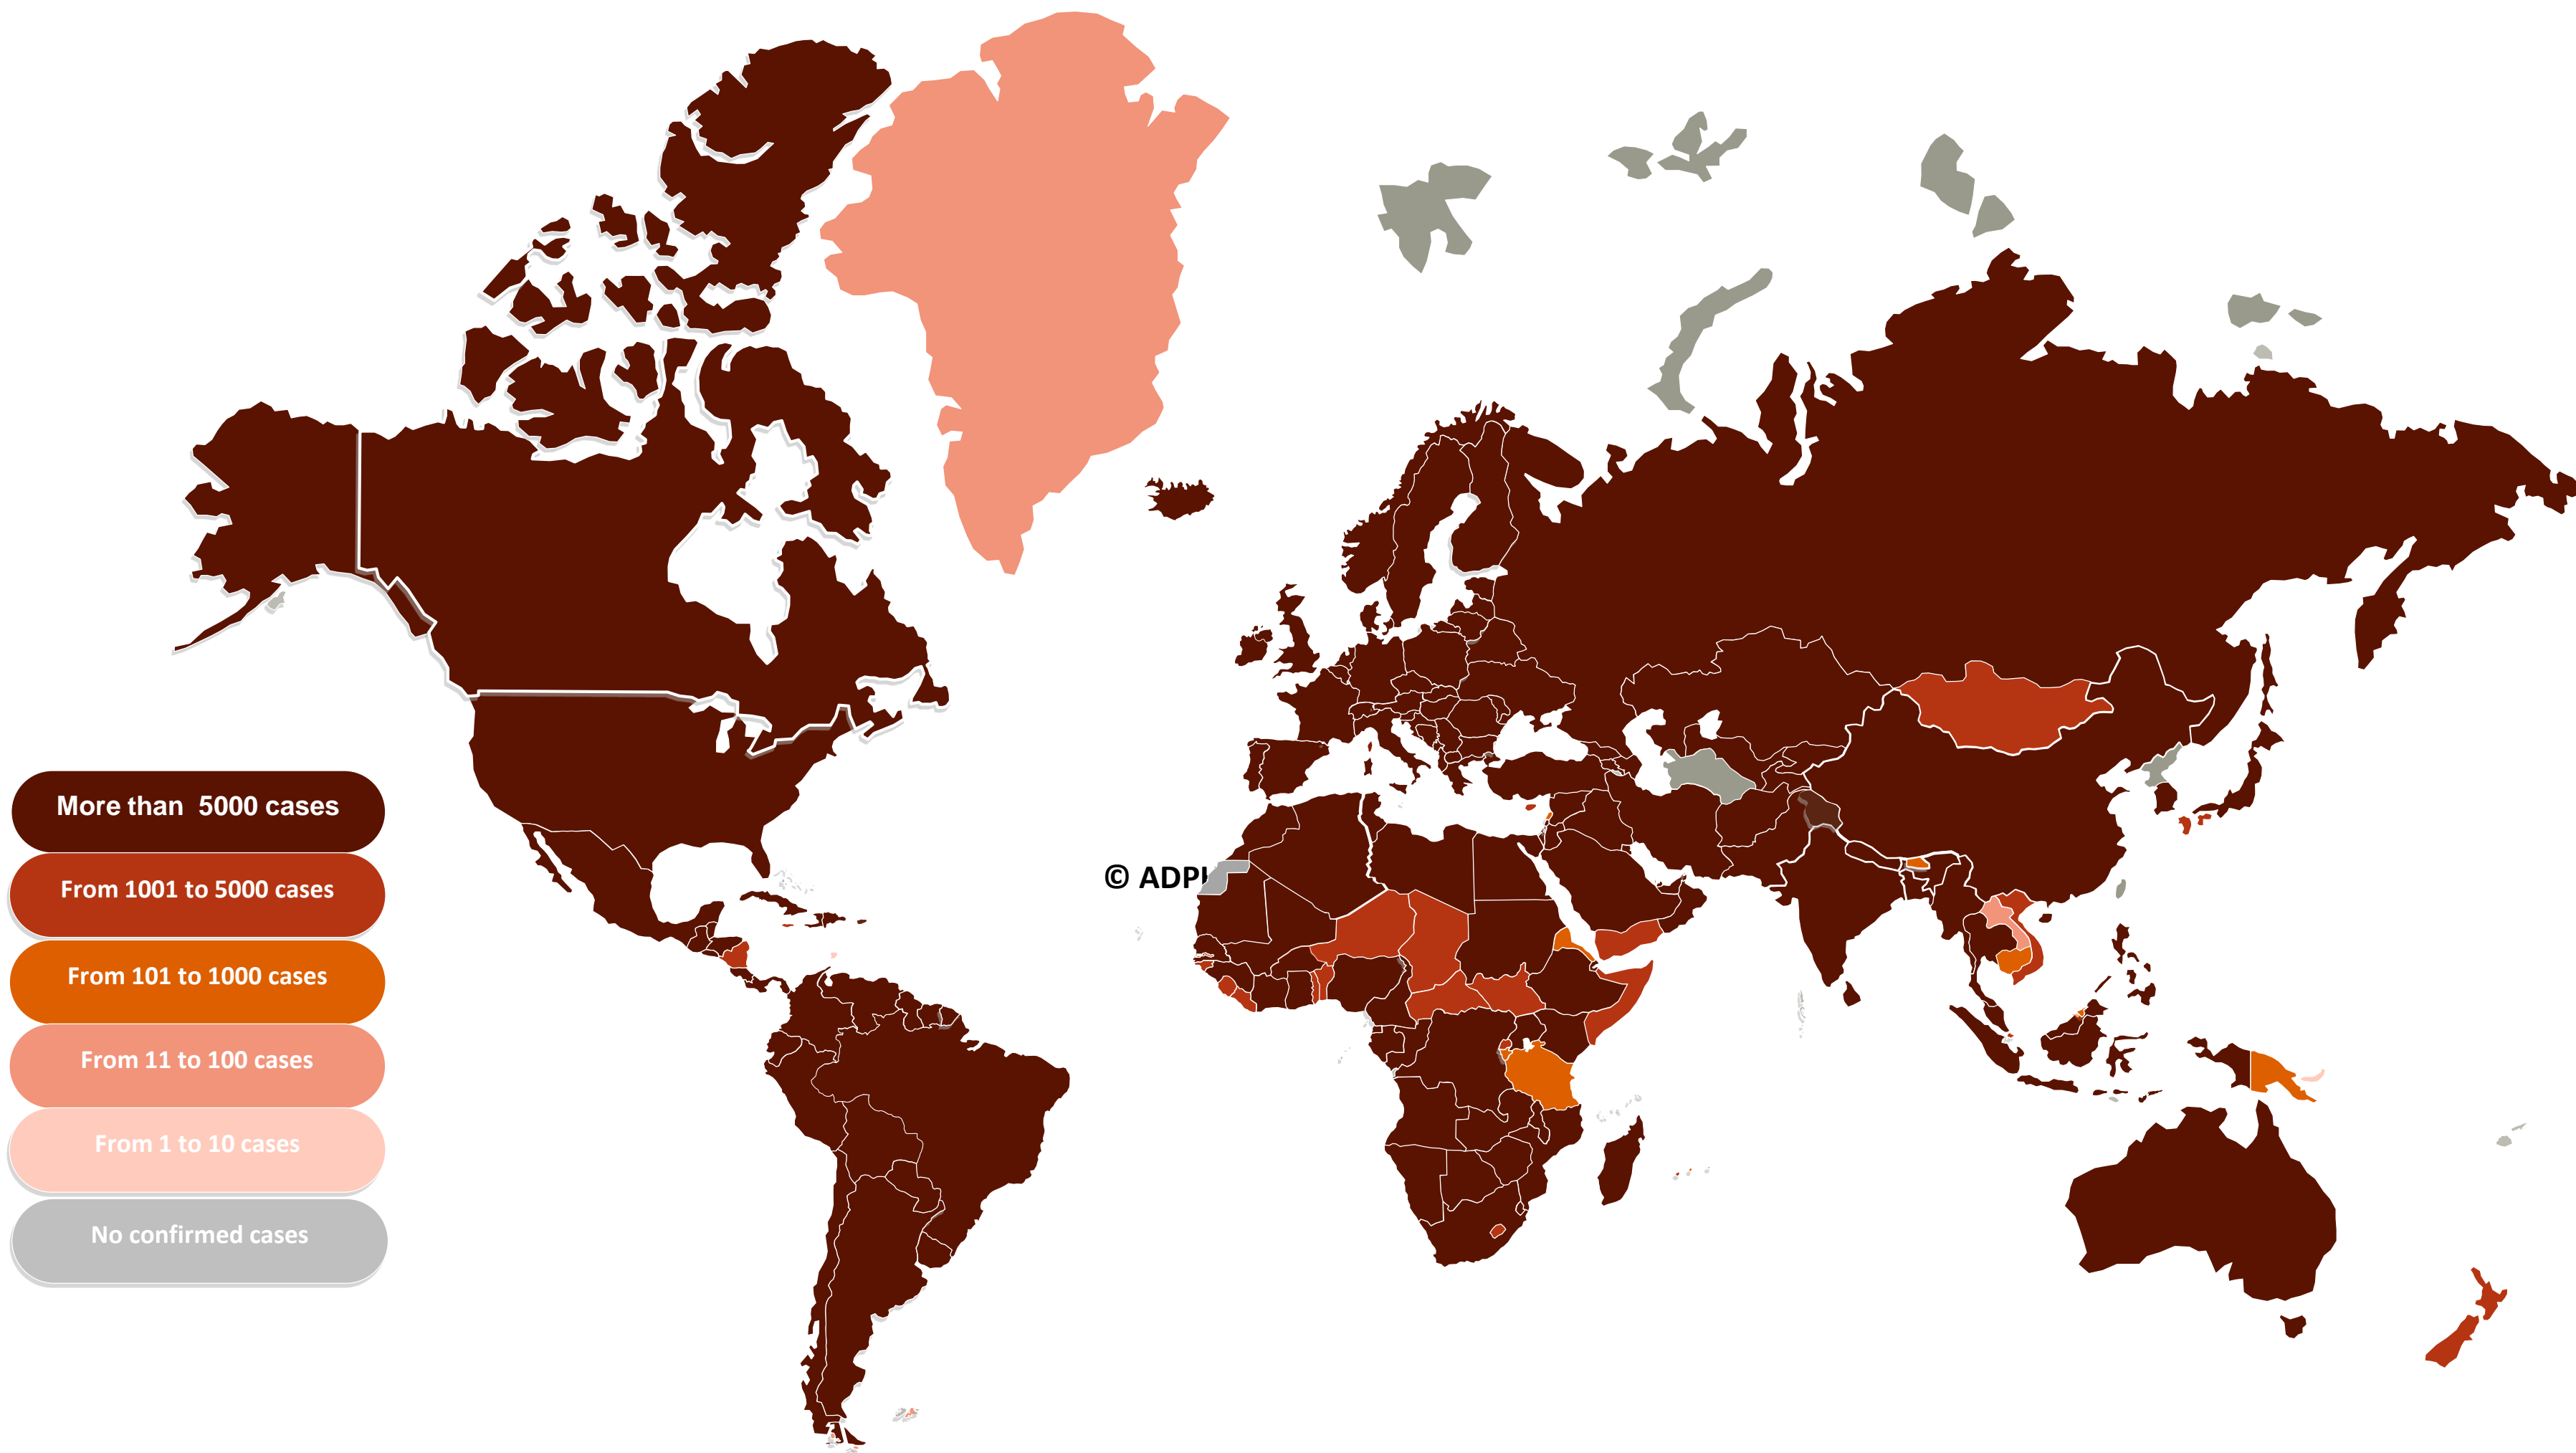 More than  5000 cases
From 1001 to 5000 cases
From 101 to 1000 cases
From 11 to 100 cases
From 1 to 10 cases
No confirmed cases
©